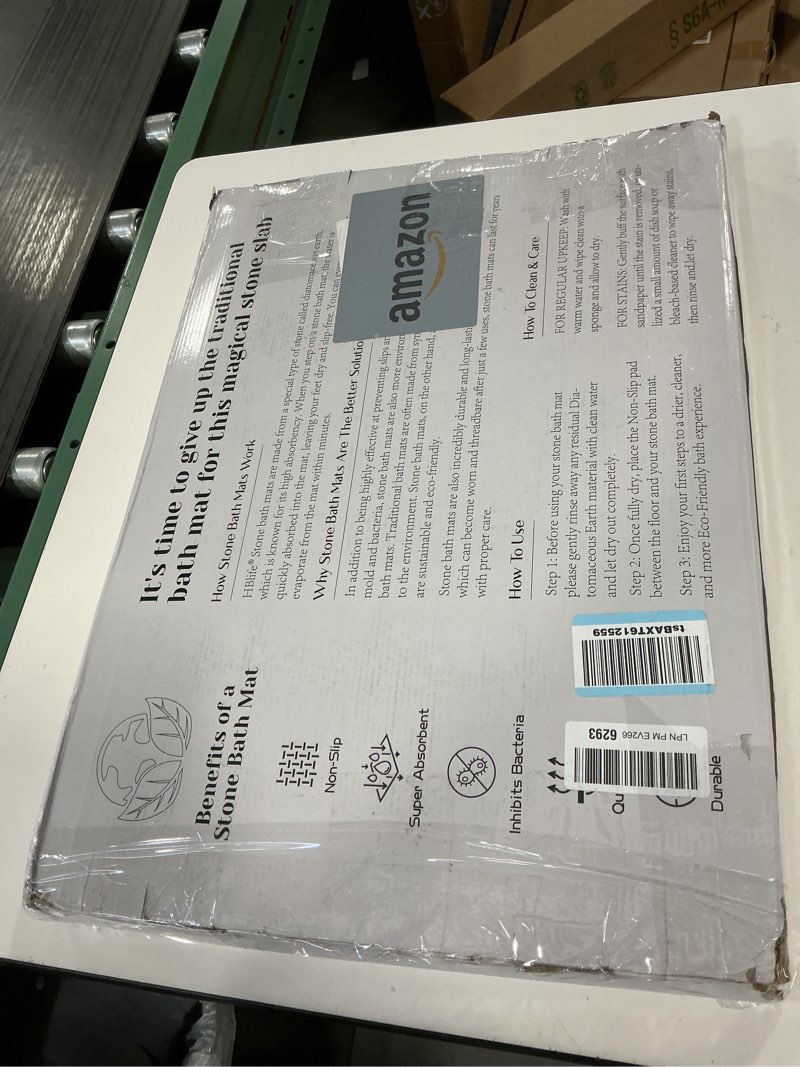 It's time to give up the traditional
bath mat for this magical stone slab
How Stone Bath Mats Work
HBlife® Stone bath mats are made from a special type of stone called diatomaceous earth,
which is known for its high absorbency. When you step on a stone bath mat, the water is
quickly absorbed into the mat, leaving your feet dry and slip-free. You can even
evaporate from the mat within minutes.
Why Stone Bath Mats Are The Better Solutio
In addition to being highly effective at preventing slips an
mold and bacteria, stone bath mats are also more environ
bath mats. Traditional bath mats are often made from syn
to the environment. Stone bath mats, on the other hand,
are sustainable and eco-friendly.
Stone bath mats are also incredibly durable and long-lasti
which can become worn and threadbare after just a few uses, stone bath mats can last for years
with proper care.
amazon
How To Use
Step 1: Before using your stone bath mat
please gently rinse away any residual Dia-
tomaceous Earth material with clean water
and let dry out completely.
Step 2: Once fully dry, place the Non-Slip pad
between the floor and your stone bath mat.
Step 3: Enjoy your first steps to a drier, cleaner,
and more Eco-Friendly bath experience.
How To Clean & Care
FOR REGULAR UPKEEP: Wash with
warm water and wipe clean with a
sponge and allow to dry.
FOR STAINS: Gently buff the surface with
sandpaper until the stain is removed.
lized a small amount of dish soap or
bleach-based cleaner to wipe away stains,
then rinse and let dry.
Benefits of a
Stone Bath Mat
Non-Slip
Super Absorbent
Inhibits Bacteria
Qu
Durable
tsBAXT612559
LPN PM EV266 6293